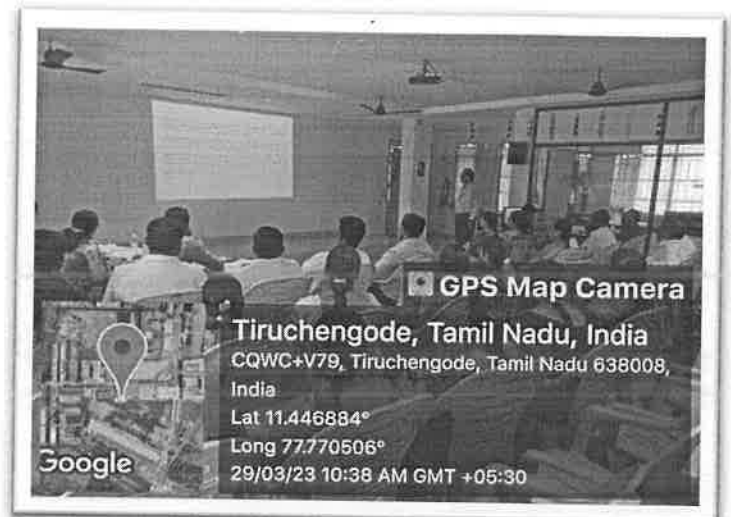 GPS Map Camera
Tiruchengode, Tamil Nadu, India
CQWC+V79, Tiruchengode, Tamil Nadu 638008,
India
Lat 11.446884°
Long 77.770506°
29/03/23 10:38 AM GMT +05:30
Google